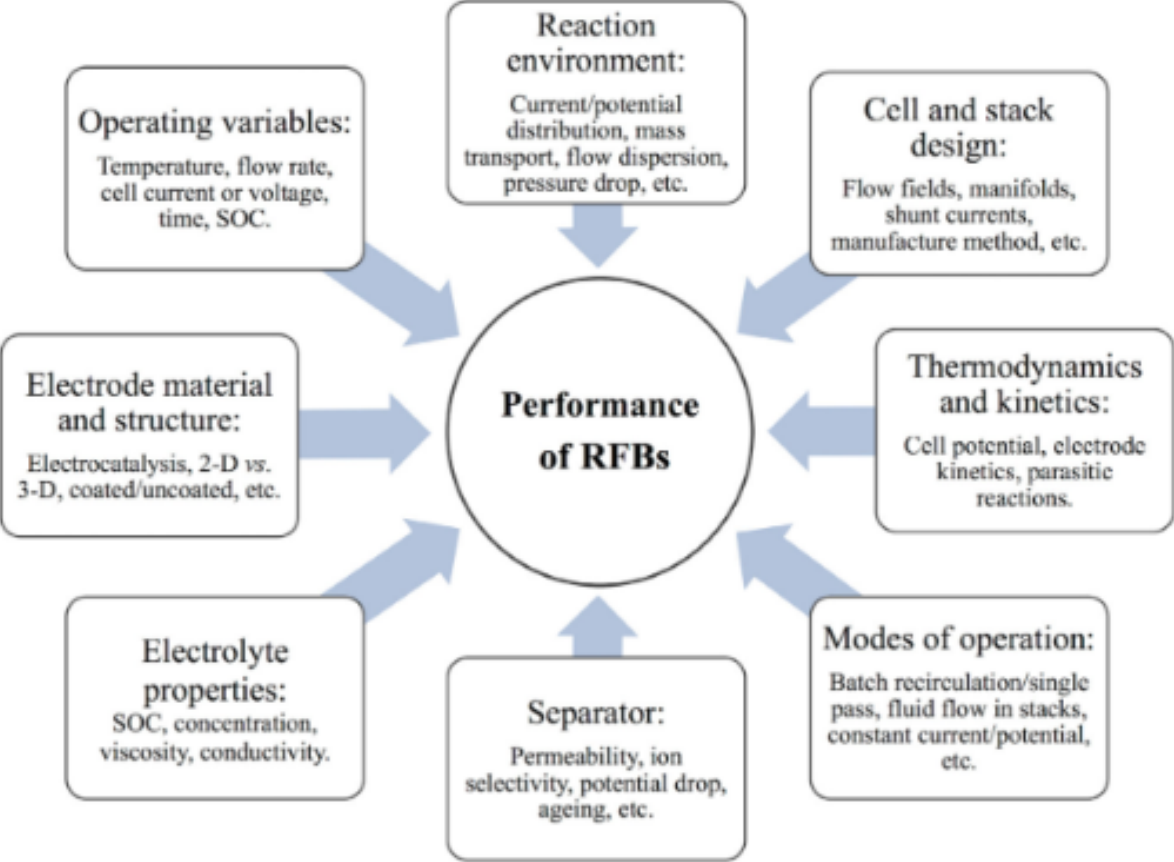 Reaction
environment:
Current/potential
distribution, mass
transport, flow dispersion,
pressure drop, etc.
Operating variables:
Temperature, flow rate,
cell current or voltage,
time, SOC.
Cell and stack
design:
Flow fields, manifolds,
shunt currents,
manufacture method, etc.
Electrode material
and structure:
Electrocatalysis, 2-D vs.
3-D, coated/uncoated, etc.
Performance
of RFBs
Thermodynamics
and kinetics:
Cell potential, electrode
kinetics, parasitic
reactions.
Electrolyte
properties:
SOC, concentration,
viscosity, conductivity.
Separator:
Permeability, ion
selectivity, potential drop,
ageing, etc.
Modes of operation:
Batch recirculation/single
pass, fluid flow in stacks,
constant current/potential,
etc.